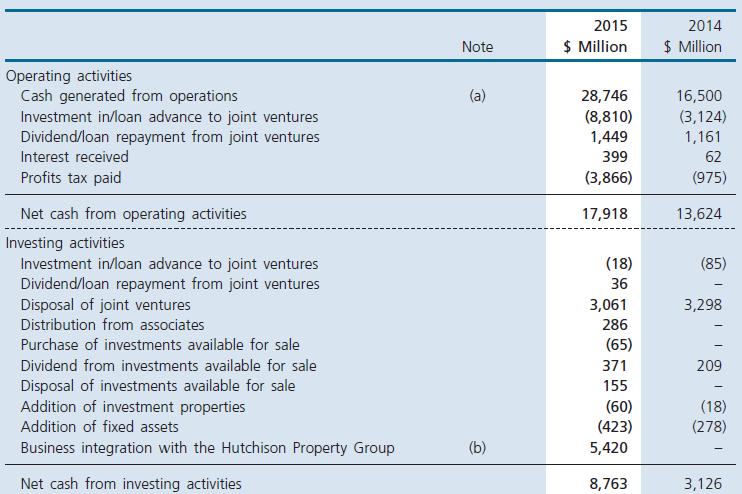 2015 2014
Note $ Million $ Million
Operating activities
Cash generated from operations (a) 28,746 16,500
Investment in/loan advance to joint ventures (8,810) (3,124)
Dividend/loan repayment from joint ventures 1,449 1,161
Interest received 399 62
Profits tax paid (3,866) (975)
Net cash from operating activities 17,918 13,624
Investing activities
Investment in/loan advance to joint ventures (18) (85)
Dividend/loan repayment from joint ventures 36 –
Disposal of joint ventures 3,061 3,298
Distribution from associates 286 –
Purchase of investments available for sale (65) –
Dividend from investments available for sale 371 209
Disposal of investments available for sale 155 –
Addition of investment properties (60) (18)
Addition of fixed assets (423) (278)
Business integration with the Hutchison Property Group (b) 5,420 –
Net cash from investing activities 8,763 3,126